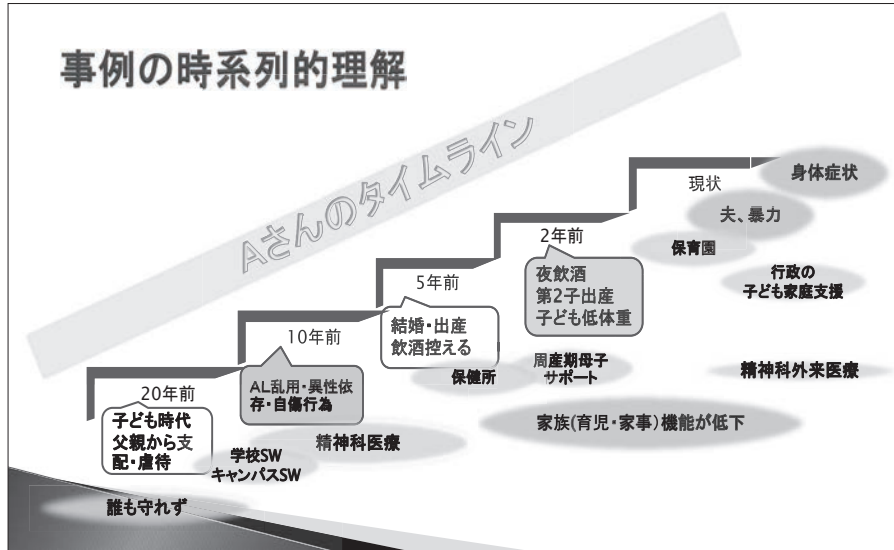 事例の時系列的理解
Aさんのタイムライン
20年前
子ども時代
父親から支
配・虐待
誰も守れず
10年前
AL乱用・異性依
存・自傷行為
学校SW
キャンパスSW
精神科医療
5年前
結婚・出産
飲酒控える
保健所
2年前
夜飲酒
第2子出産
子ども低体重
周産期母子
サポート
家族(育児・家事)機能が低下
現状
身体症状
夫、暴力
保育園
行政の
子ども家庭支援
精神科外来医療